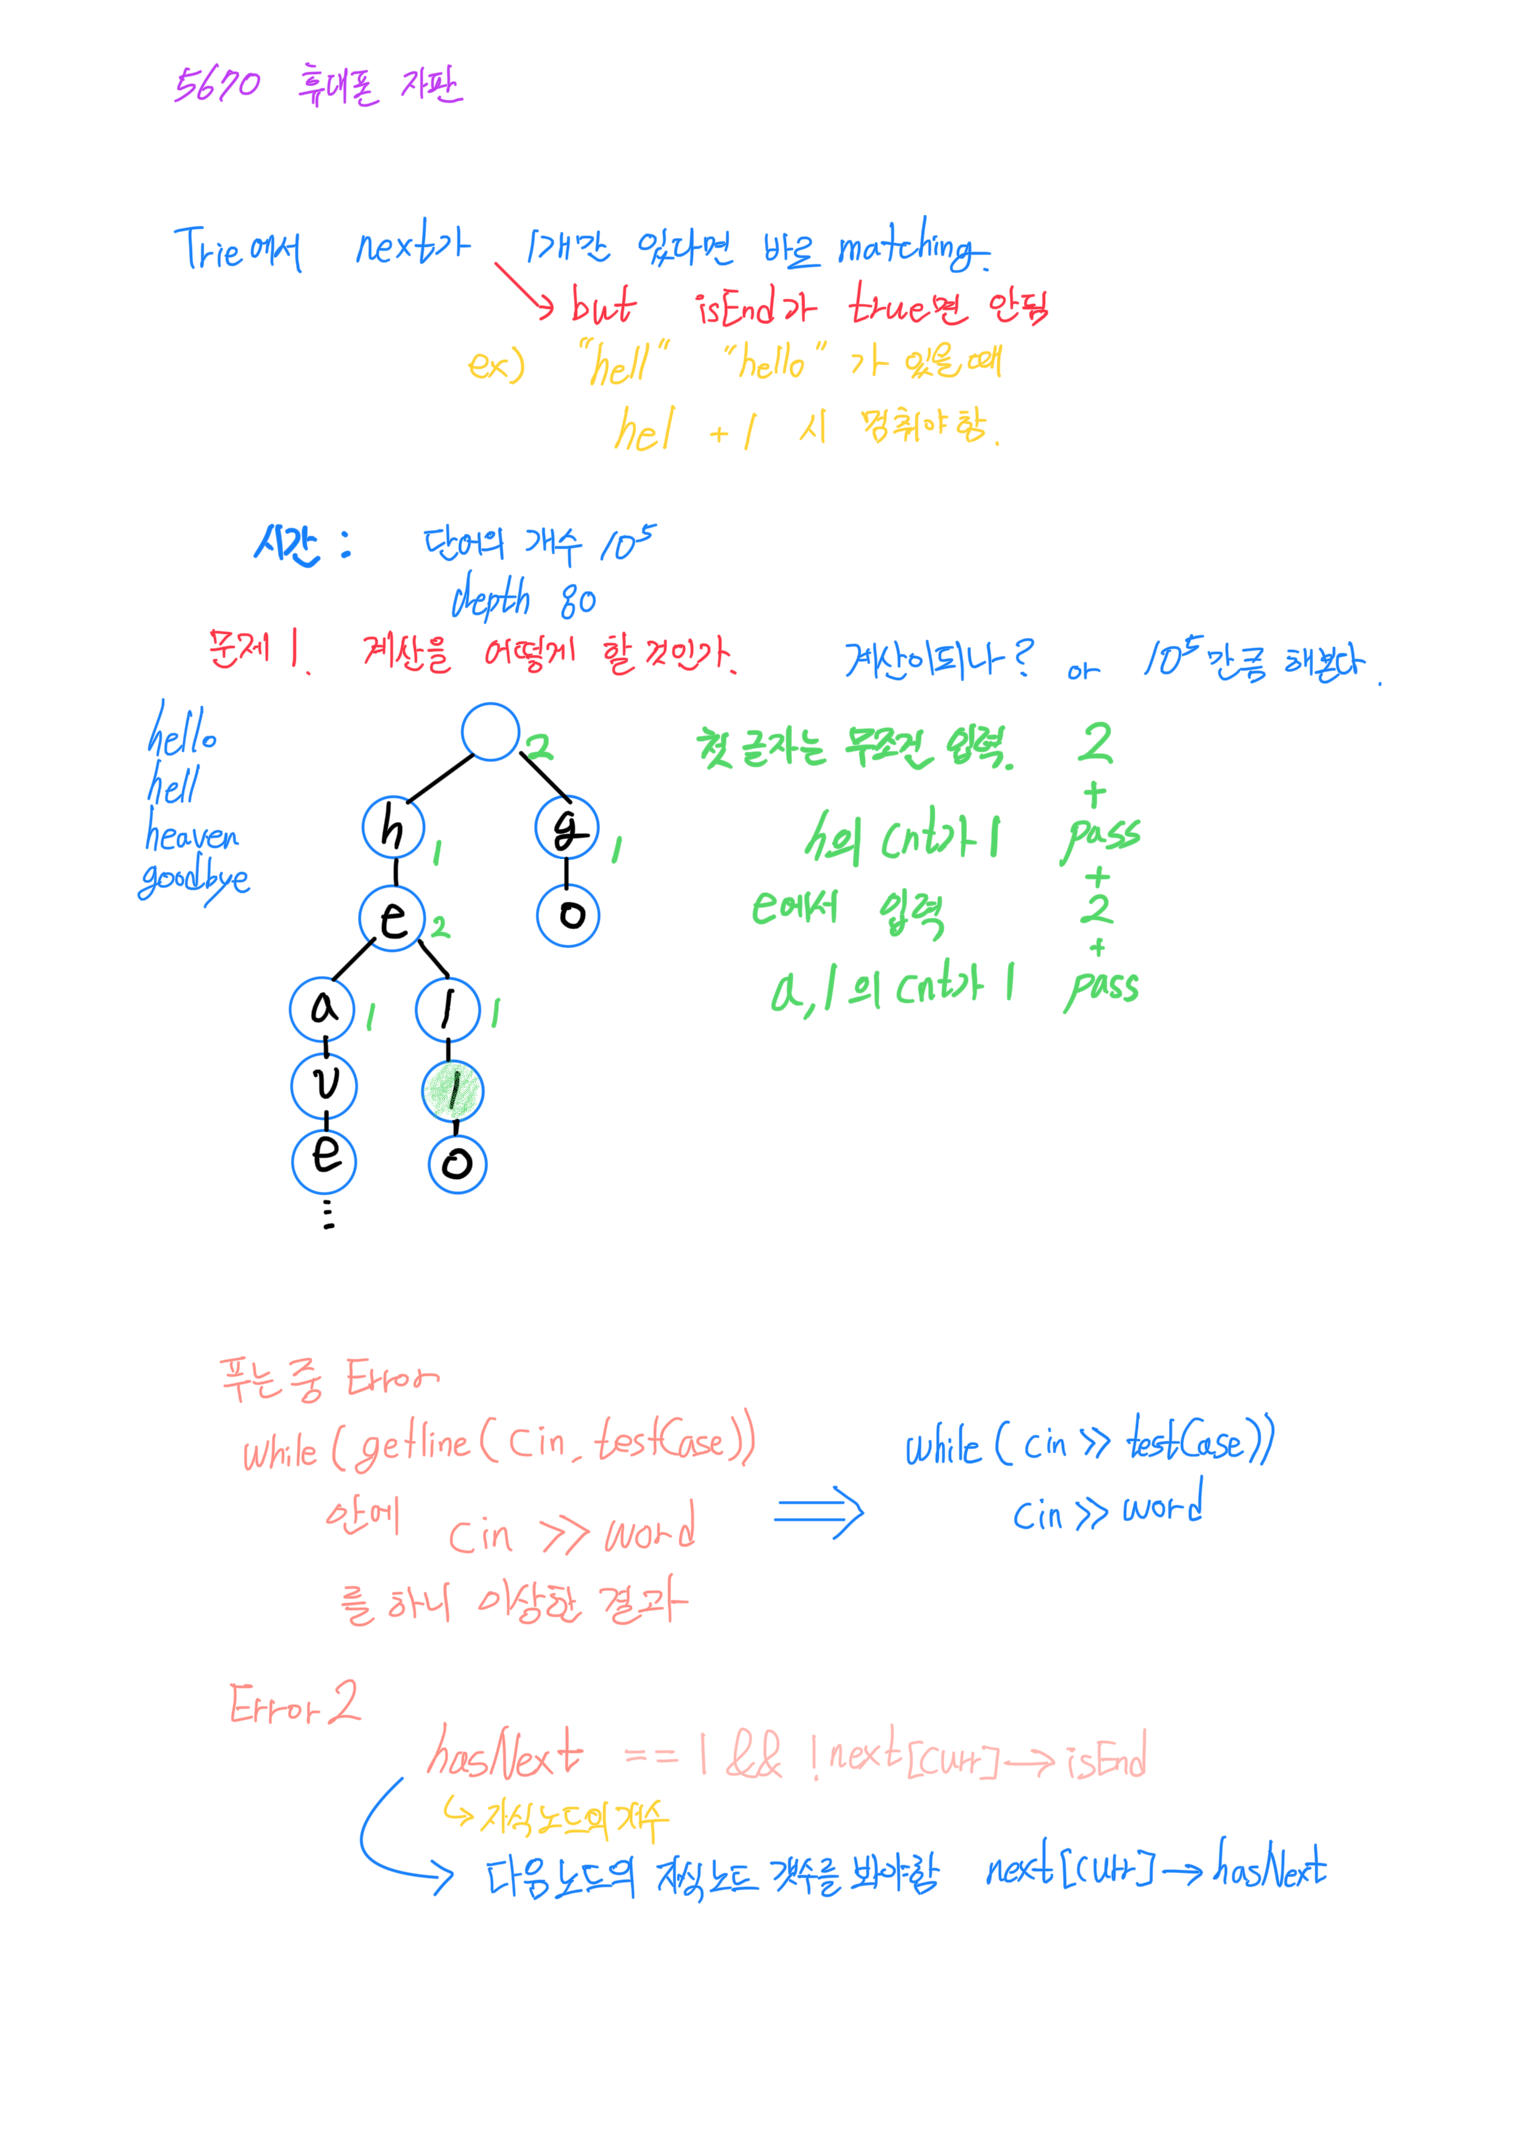 5670 휴대폰 자판
Trie에서 next가 1개만 있다면 바로 matching.
but isEnd가 true면 안됨
ex) "hell" "hello"가 있을 때
hel + l 시 멈춰야 함.
시간 : 단어의 개수 10⁵
depth 80
문제 1. 계산을 어떻게 할 것인가. 계산이 되나? or 10⁵만큼 해본다.
hello
hell
heaven
goodbye
2
h 1 g 1
e 2 o
a 1 l 1
v l
e o
⋮
첫 글자는 무조건 입력. 2
+
h의 cnt가 1 pass
+
e에서 입력 2
+
a, l의 cnt가 1 pass
푸는 중 Error
while (getline(cin, testCase))
안에 cin >> word
를 하니 이상한 결과
⇒ while (cin >> testCase))
cin >> word
Error 2
hasNext == 1 && !next[curr]→isEnd
↳ 자식노드의 개수
→ 다음노드의 자식노드 갯수를 봐야함 next[curr]→hasNext